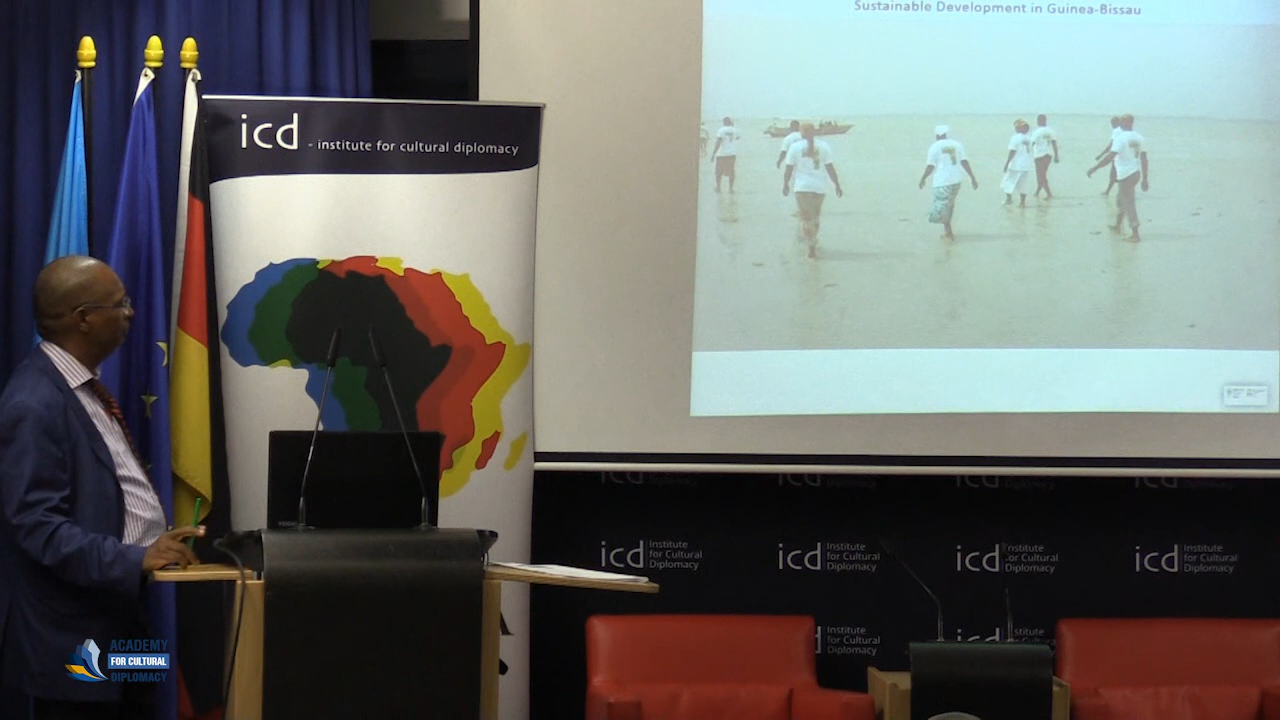 Sustainable Development in Guinea-Bissau
icd - institute for cultural diplomacy
icd Institute
for Cultural
Diplomacy
icd Institute
for Cultural
Diplomacy
icd Institute
for Cultural
Diplomacy
icd Institute
for Cultural
Diplomacy
Institute
for Cultural
Diplomacy
ACADEMY
FOR CULTURAL
DIPLOMACY